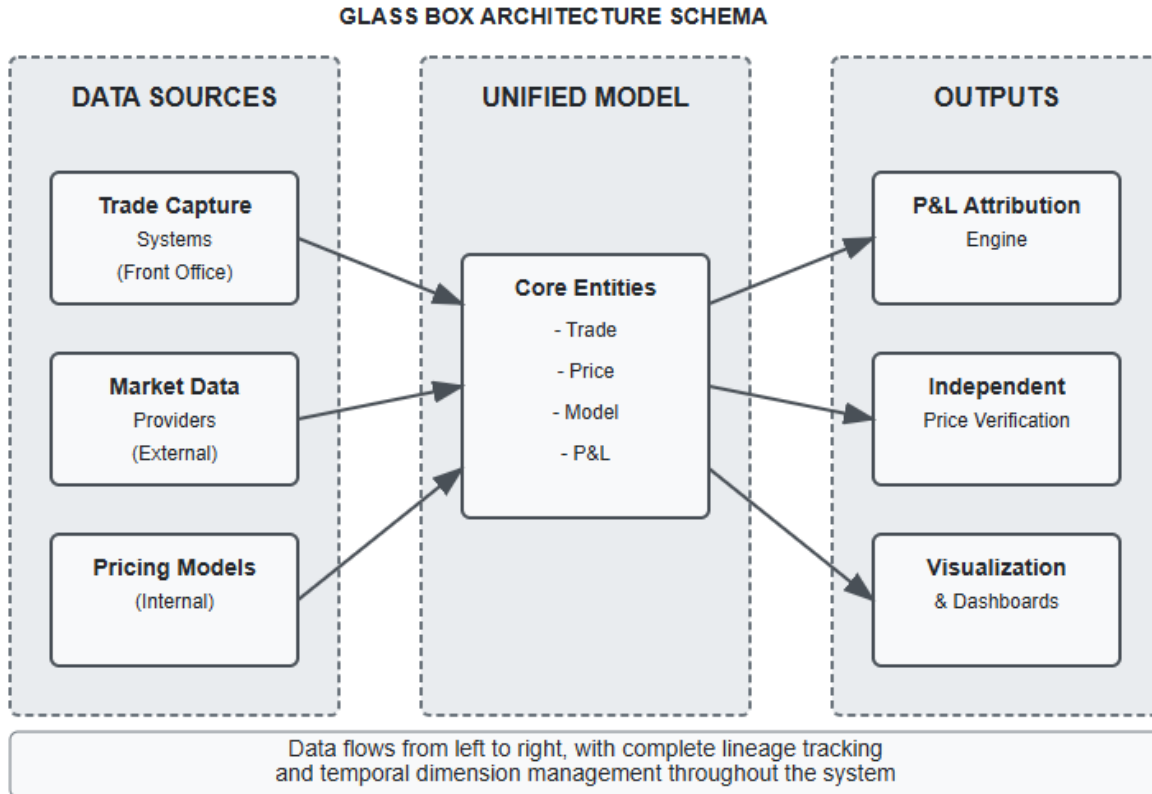 GLASS BOX ARCHITECTURE SCHEMA
DATA SOURCES
Trade Capture
Systems
(Front Office)
Market Data
Providers
(External)
Pricing Models
(Internal)
UNIFIED MODEL
Core Entities
- Trade
- Price
- Model
- P&L
OUTPUTS
P&L Attribution
Engine
Independent
Price Verification
Visualization
& Dashboards
Data flows from left to right, with complete lineage tracking
and temporal dimension management throughout the system